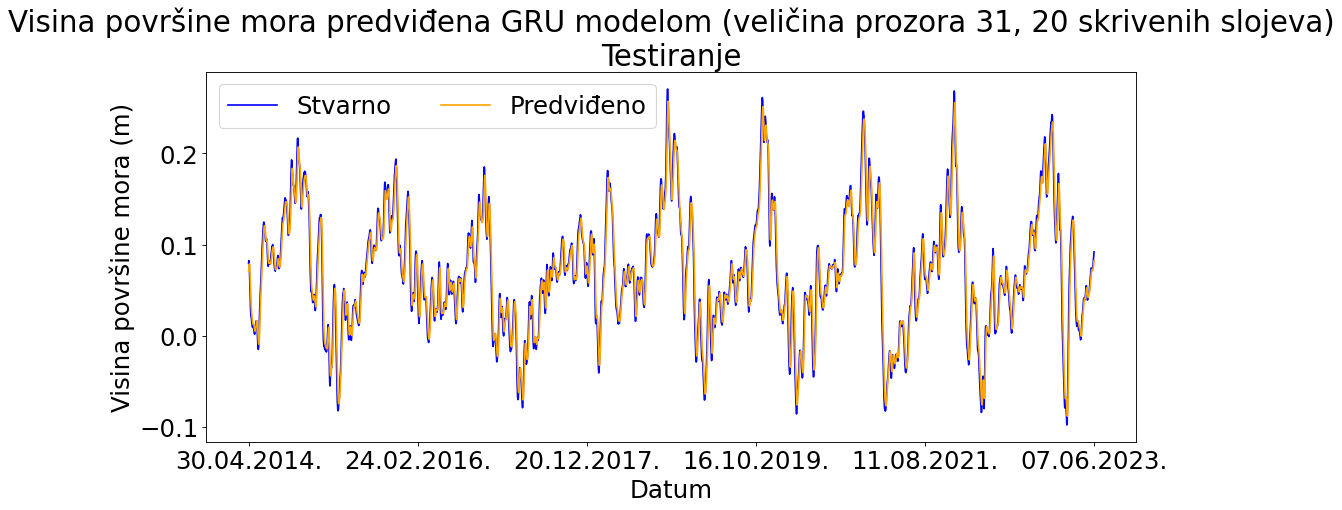 Visina površine mora predviđena GRU modelom (veličina prozora 31, 20 skrivenih slojeva)
Testiranje
Stvarno
Predviđeno
Visina površine mora (m)
0.2
0.1
0.0
−0.1
30.04.2014.
24.02.2016.
20.12.2017.
16.10.2019.
11.08.2021.
07.06.2023.
Datum